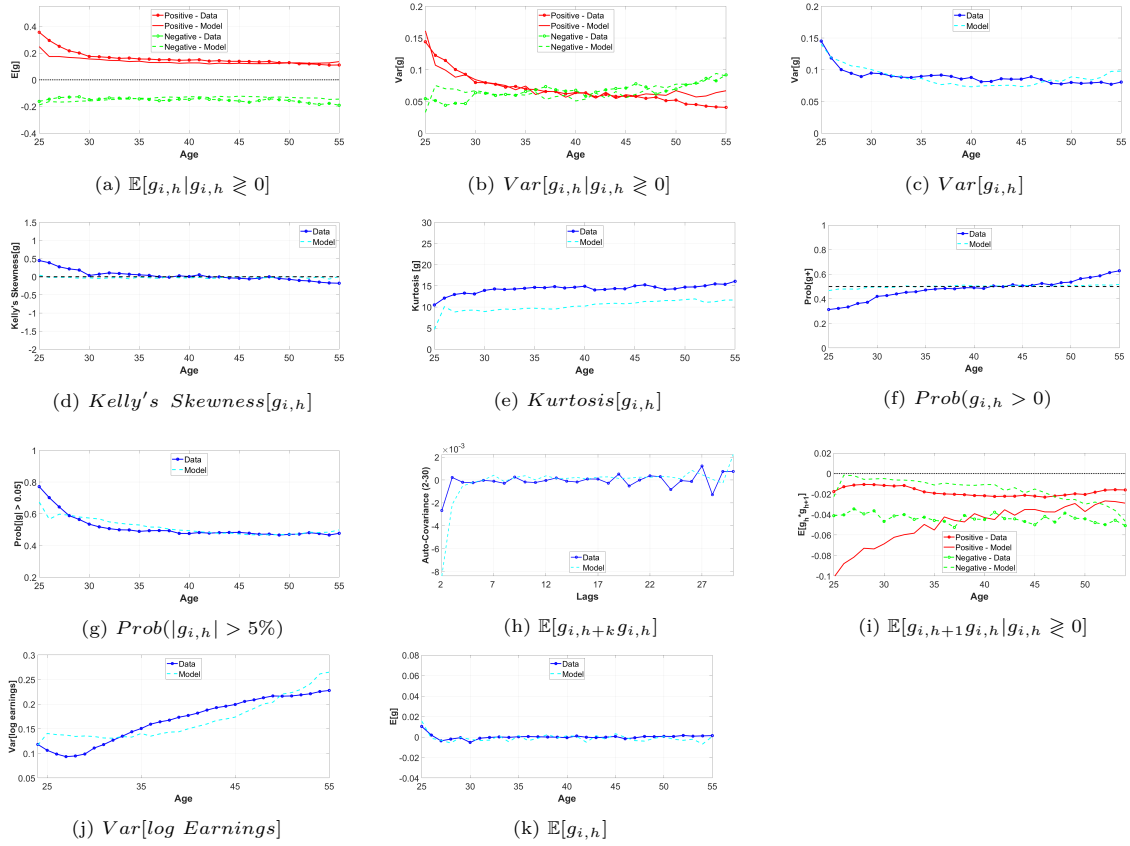 0.4
0.2
0
-0.2
-0.4
E[g]
Positive - Data
Positive - Model
Negative - Data
Negative - Model
25 30 35 40 45 50 55
Age
(a) 𝔼[g_{i,h}|g_{i,h} ≷ 0]
0.2
0.15
0.1
0.05
0
Var[g]
Positive - Data
Positive - Model
Negative - Data
Negative - Model
25 30 35 40 45 50 55
Age
(b) Var[g_{i,h}|g_{i,h} ≷ 0]
0.2
0.15
0.1
0.05
0
Var[g]
Data
Model
25 30 35 40 45 50 55
Age
(c) Var[g_{i,h}]
1.5
1
0.5
0
-0.5
-1
-1.5
-2
Kelly's Skewness[g]
Data
Model
25 30 35 40 45 50 55
Age
(d) Kelly's Skewness[g_{i,h}]
30
25
20
15
10
5
0
Kurtosis [g]
Data
Model
25 30 35 40 45 50 55
Age
(e) Kurtosis[g_{i,h}]
1
0.8
0.6
0.4
0.2
0
Prob[g+]
Data
Model
25 30 35 40 45 50 55
Age
(f) Prob(g_{i,h} > 0)
1
0.8
0.6
0.4
0.2
Prob[|g| > 0.05]
Data
Model
25 30 35 40 45 50 55
Age
(g) Prob(|g_{i,h}| > 5%)
×10⁻³
2
0
-2
-4
-6
-8
Auto-Covariance (2-30)
Data
Model
2 7 12 17 22 27
Lags
(h) 𝔼[g_{i,h+k}g_{i,h}]
0.02
0
-0.02
-0.04
-0.06
-0.08
-0.1
E[g_h*g_{h+1}]
Positive - Data
Positive - Model
Negative - Data
Negative - Model
25 30 35 40 45 50
Age
(i) 𝔼[g_{i,h+1}g_{i,h}|g_{i,h} ≷ 0]
0.3
0.25
0.2
0.15
0.1
0.05
Var[log earnings]
Data
Model
25 35 45 55
Age
(j) Var[log Earnings]
0.08
0.06
0.04
0.02
0
-0.02
-0.04
E[g]
Data
Model
25 30 35 40 45 50 55
Age
(k) 𝔼[g_{i,h}]